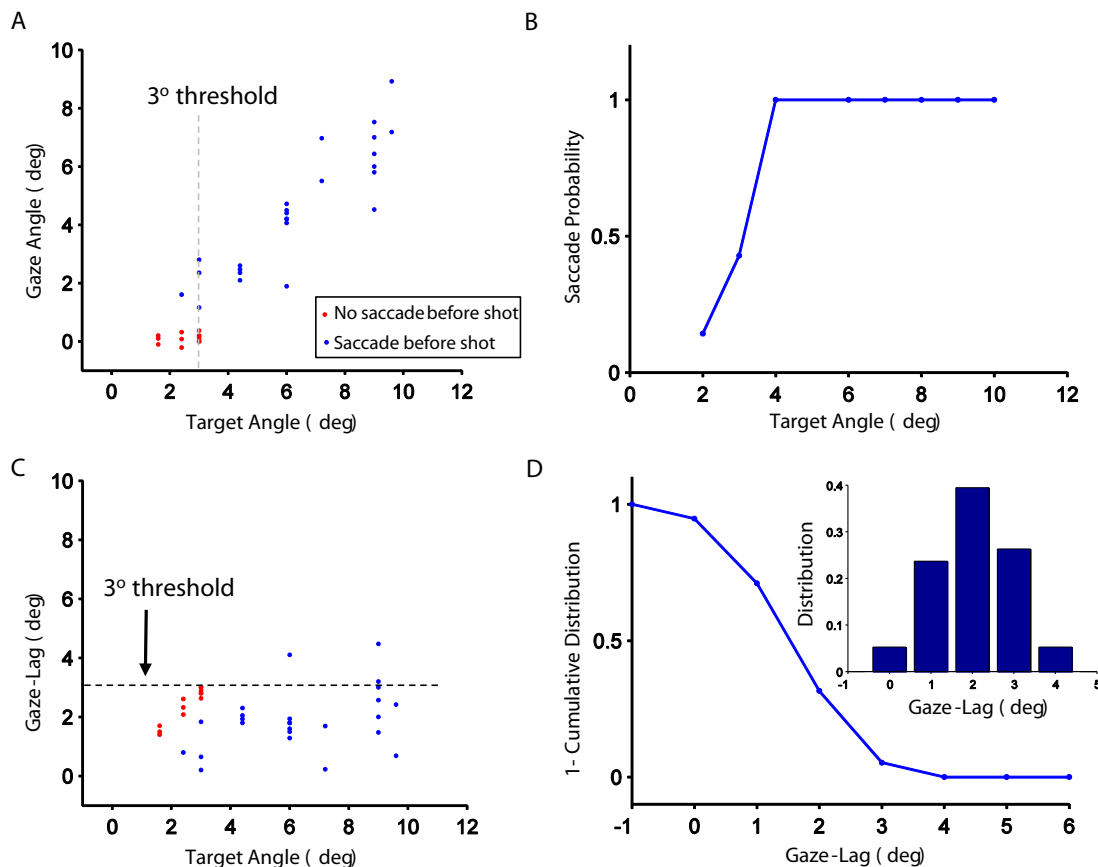 A
10
8
6
4
2
0
3º threshold
Gaze Angle ( deg)
No saccade before shot
Saccade before shot
0 2 4 6 8 10 12
Target Angle ( deg)
B
1
0.5
0
Saccade Probability
0 2 4 6 8 10 12
Target Angle ( deg)
C
10
8
6
4
2
0
3º threshold
Gaze-Lag ( deg)
0 2 4 6 8 10 12
Target Angle ( deg)
D
1
0.5
0
1- Cumulative Distribution
-1 0 1 2 3 4 5 6
Gaze-Lag ( deg)
0.4
0.3
0.2
0.1
0
Distribution
-1 0 1 2 3 4 5
Gaze-Lag ( deg)